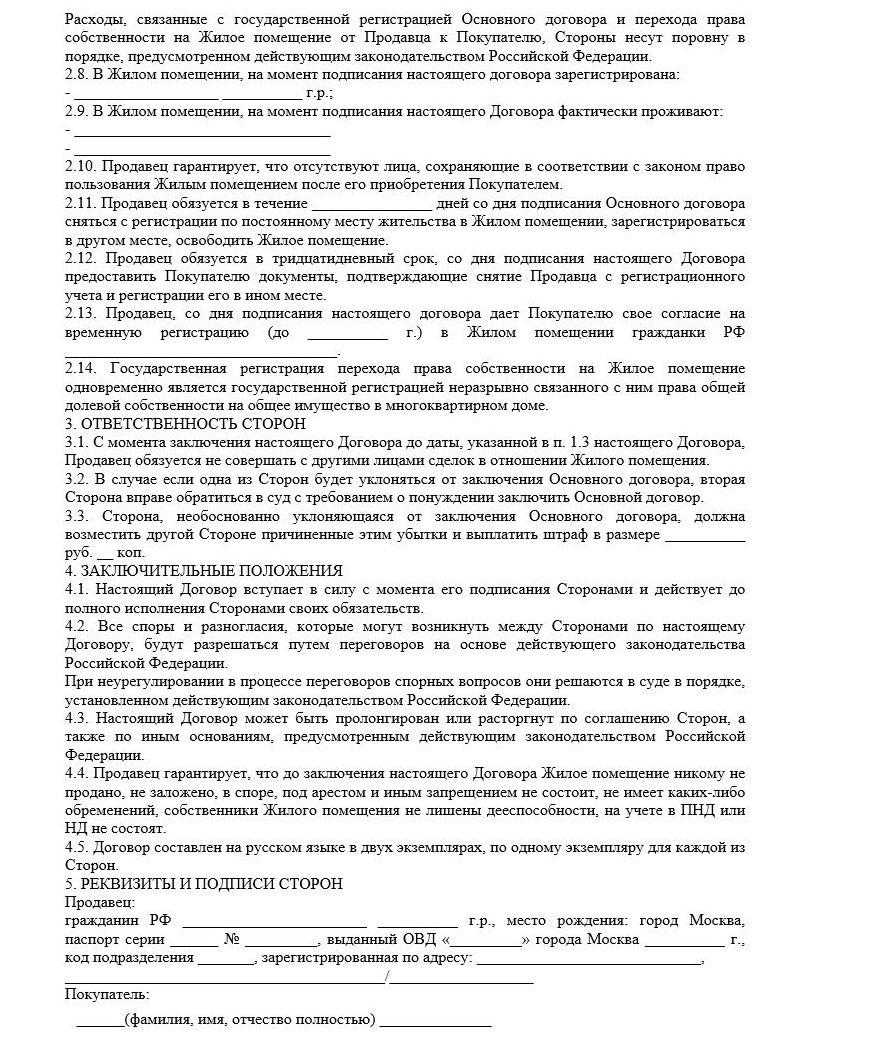 Расходы, связанные с государственной регистрацией Основного договора и перехода права
собственности на Жилое помещение от Продавца к Покупателю, Стороны несут поровну в
порядке, предусмотренном действующим законодательством Российской Федерации.
2.8. В Жилом помещении, на момент подписания настоящего договора зарегистрирована:
- __________________ __________ г.р.;
2.9. В Жилом помещении, на момент подписания настоящего Договора фактически проживают:
- ________________________________
- ________________________________
2.10. Продавец гарантирует, что отсутствуют лица, сохраняющие в соответствии с законом право
пользования Жилым помещением после его приобретения Покупателем.
2.11. Продавец обязуется в течение _______________ дней со дня подписания Основного договора
сняться с регистрации по постоянному месту жительства в Жилом помещении, зарегистрироваться
в другом месте, освободить Жилое помещение.
2.12. Продавец обязуется в тридцатидневный срок, со дня подписания настоящего Договора
предоставить Покупателю документы, подтверждающие снятие Продавца с регистрационного
учета и регистрации его в ином месте.
2.13. Продавец, со дня подписания настоящего договора дает Покупателю свое согласие на
временную регистрацию (до __________ г.) в Жилом помещении гражданки РФ
__________________________________.
2.14. Государственная регистрация перехода права собственности на Жилое помещение
одновременно является государственной регистрацией неразрывно связанного с ним права общей
долевой собственности на общее имущество в многоквартирном доме.
3. ОТВЕТСТВЕННОСТЬ СТОРОН
3.1. С момента заключения настоящего Договора до даты, указанной в п. 1.3 настоящего Договора,
Продавец обязуется не совершать с другими лицами сделок в отношении Жилого помещения.
3.2. В случае если одна из Сторон будет уклоняться от заключения Основного договора, вторая
Сторона вправе обратиться в суд с требованием о понуждении заключить Основной договор.
3.3. Сторона, необоснованно уклоняющаяся от заключения Основного договора, должна
возместить другой Стороне причиненные этим убытки и выплатить штраф в размере __________
руб. __ коп.
4. ЗАКЛЮЧИТЕЛЬНЫЕ ПОЛОЖЕНИЯ
4.1. Настоящий Договор вступает в силу с момента его подписания Сторонами и действует до
полного исполнения Сторонами своих обязательств.
4.2. Все споры и разногласия, которые могут возникнуть между Сторонами по настоящему
Договору, будут разрешаться путем переговоров на основе действующего законодательства
Российской Федерации.
При неурегулировании в процессе переговоров спорных вопросов они решаются в суде в порядке,
установленном действующим законодательством Российской Федерации.
4.3. Настоящий Договор может быть пролонгирован или расторгнут по соглашению Сторон, а
также по иным основаниям, предусмотренным действующим законодательством Российской
Федерации.
4.4. Продавец гарантирует, что до заключения настоящего Договора Жилое помещение никому не
продано, не заложено, в споре, под арестом и иным запрещением не состоит, не имеет каких-либо
обременений, собственники Жилого помещения не лишены дееспособности, на учете в ПНД или
НД не состоят.
4.5. Договор составлен на русском языке в двух экземплярах, по одному экземпляру для каждой из
Сторон.
5. РЕКВИЗИТЫ И ПОДПИСИ СТОРОН
Продавец:
гражданин РФ _______________________ __________ г.р., место рождения: город Москва,
паспорт серии ______ № _________, выданный ОВД «_________» города Москва __________ г.,
код подразделения _______, зарегистрированная по адресу: ____________________________,
________________________________________/__________________
Покупатель:
______(фамилия, имя, отчество полностью) ______________